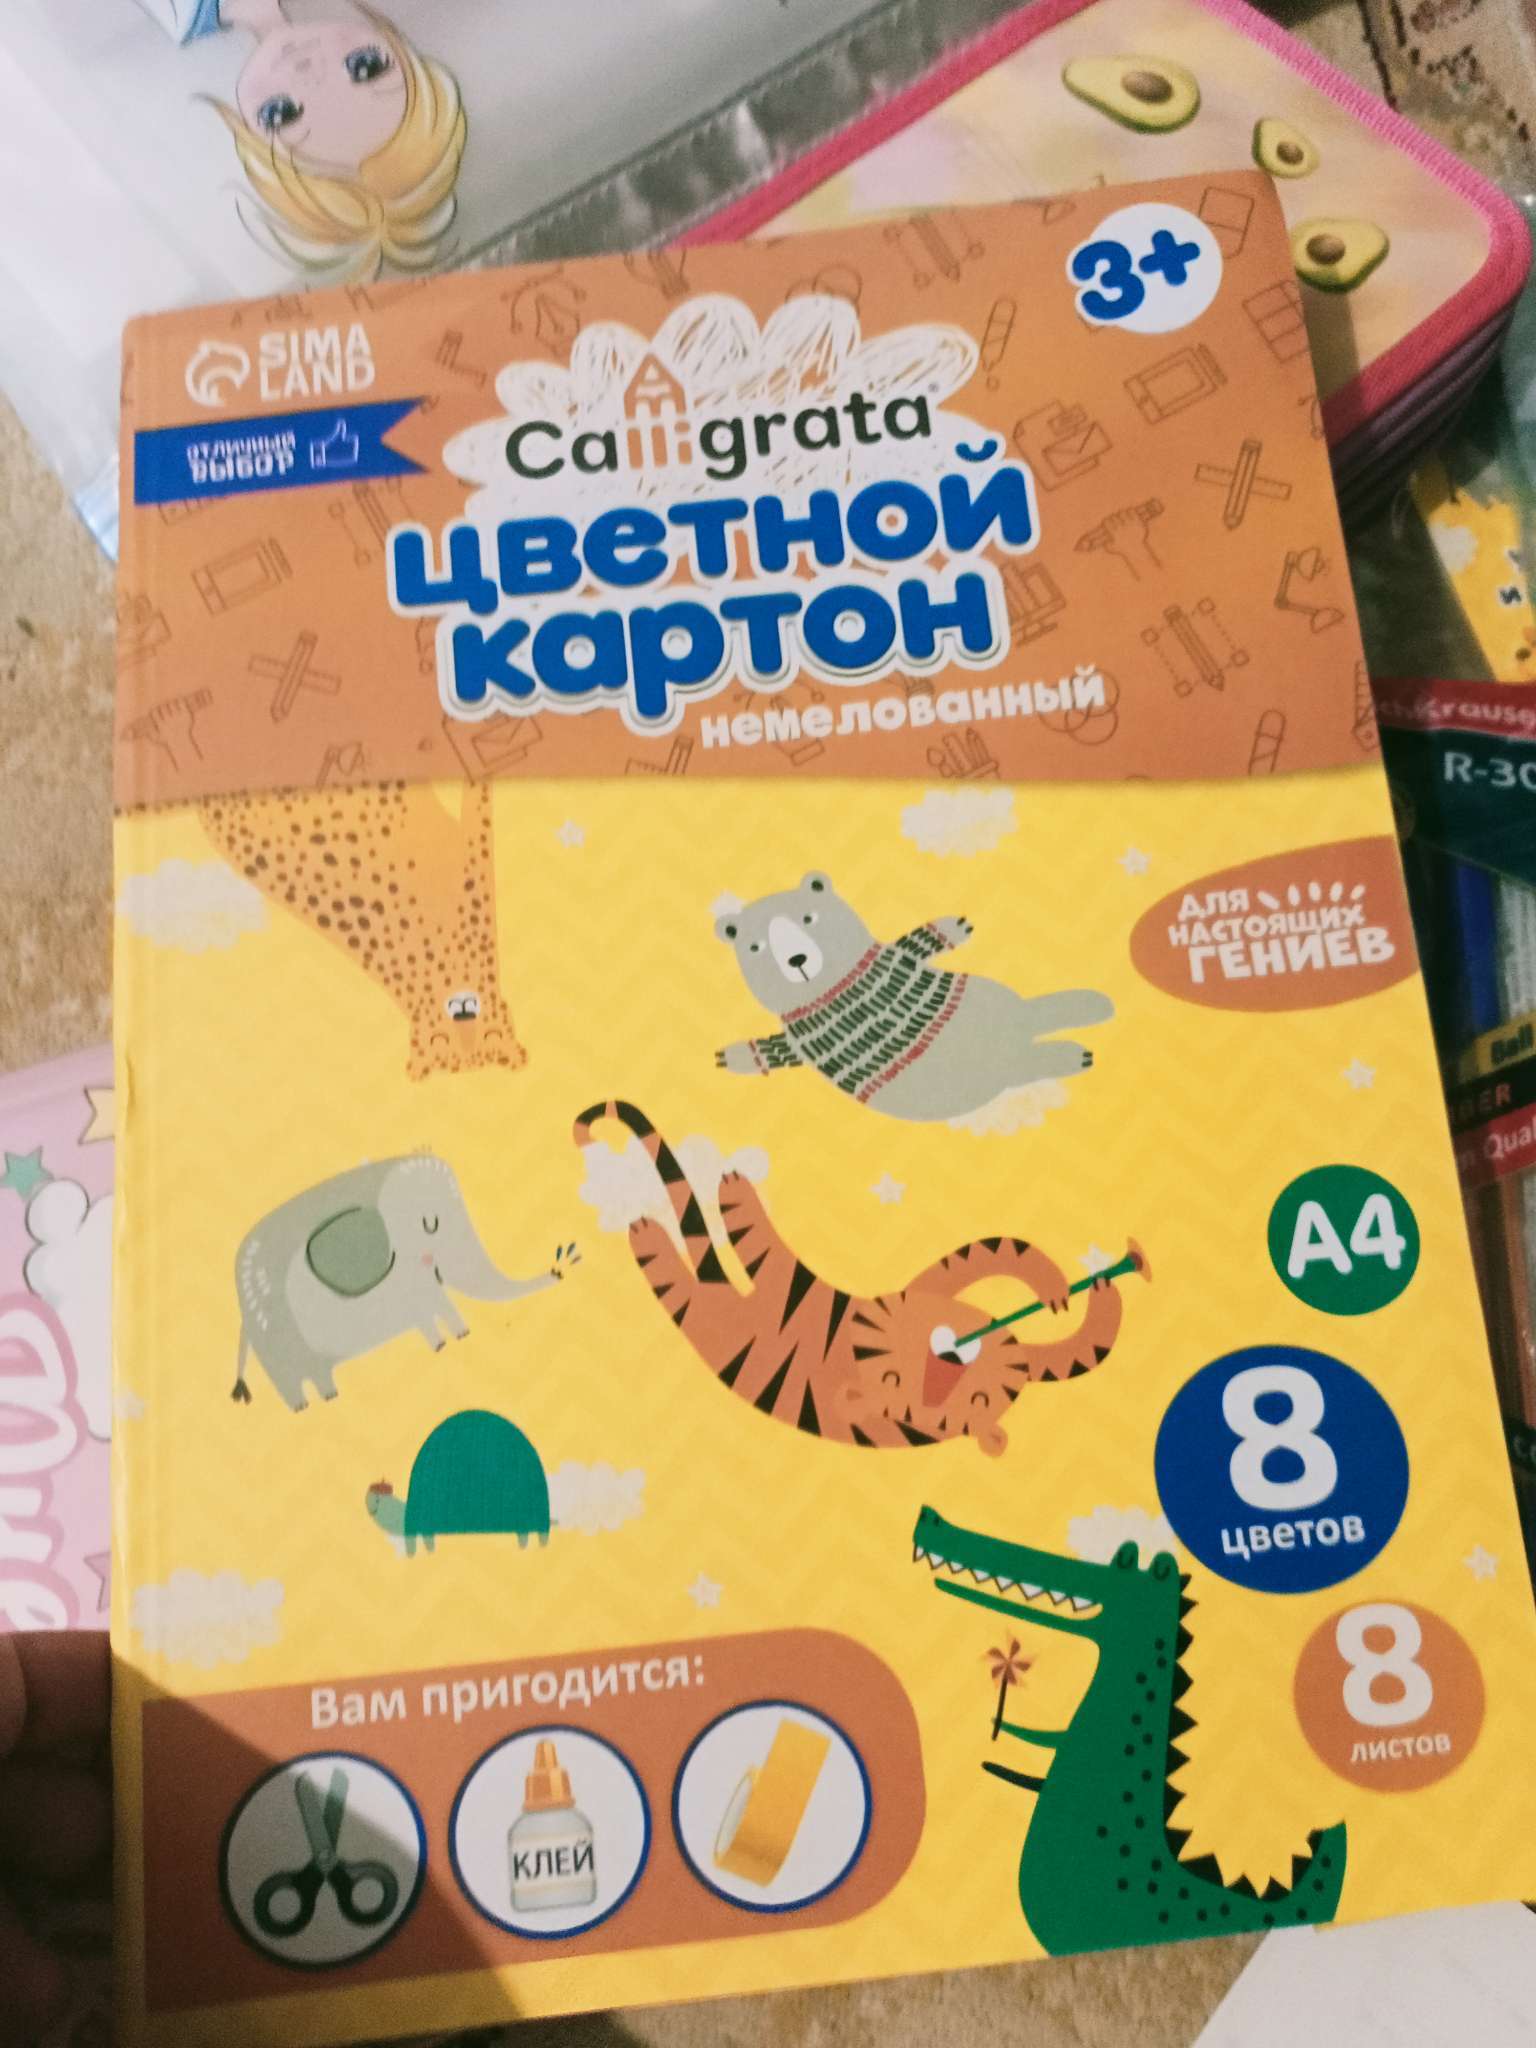 3+
SIMA
LAND
ОТЛИЧНЫЙ
ВЫБОР
Calligrata
цветной
картон
немелованный
R-30
ДЛЯ
НАСТОЯЩИХ
ГЕНИЕВ
Ball
A4
8
цветов
8
листов
Вам пригодится:
КЛЕЙ